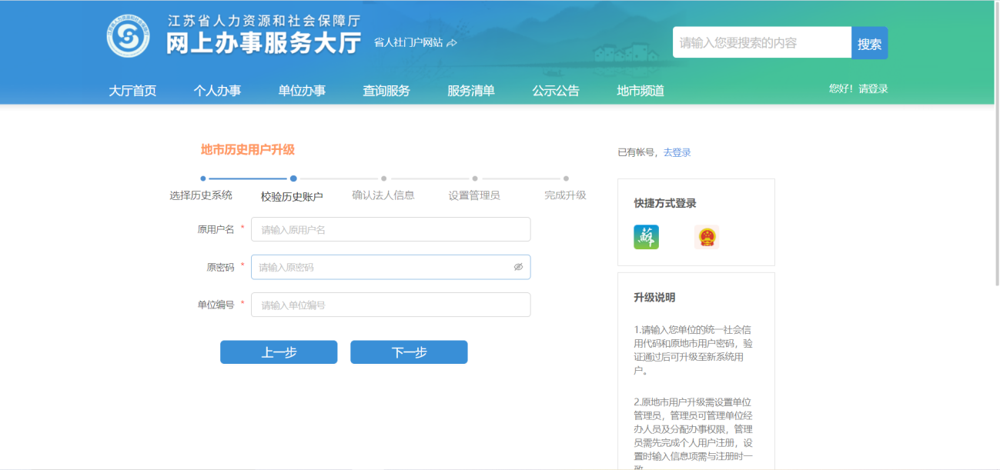 江苏省人力资源和社会保障厅
网上办事服务大厅
省人社门户网站
请输入您要搜索的内容
搜索
大厅首页 个人办事 单位办事 查询服务 服务清单 公示公告 地市频道
您好！请登录
地市历史用户升级
选择历史系统 校验历史账户 确认法人信息 设置管理员 完成升级
原用户名 * 请输入原用户名
原密码 * 请输入原密码
单位编号 * 请输入单位编号
上一步 下一步
已有帐号，去登录
快捷方式登录
蘇
升级说明
1.请输入您单位的统一社会信
用代码和原地市用户密码，验
证通过后可升级至新系统用
户。
2.原地市用户升级需设置单位
管理员，管理员可管理单位经
办人员及分配办事权限，管理
员需先完成个人用户注册，设
置时输入信息项需与注册时一
致